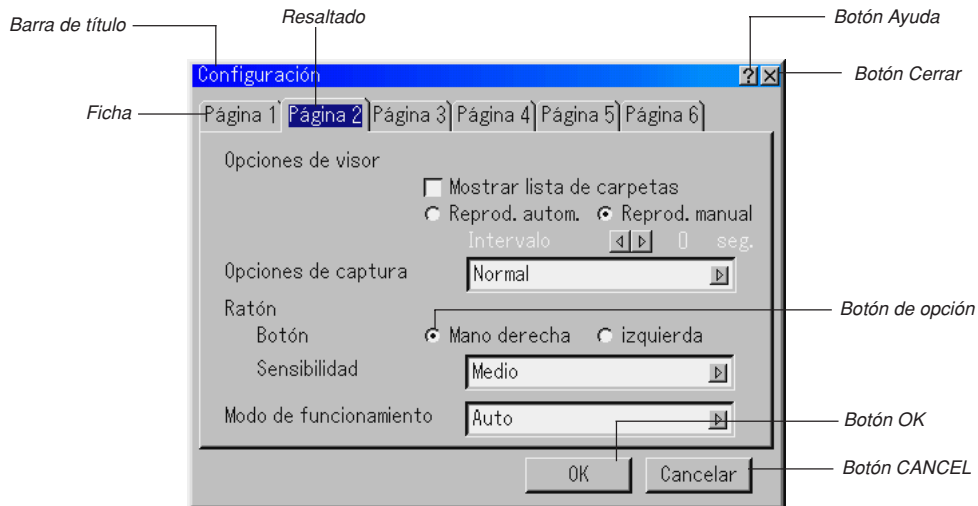 Barra de título
Resaltado
Botón Ayuda
Configuración
?
Botón Cerrar
Ficha
Página 1 Página 2 Página 3 Página 4 Página 5 Página 6
Opciones de visor
Mostrar lista de carpetas
Reprod. autom. Reprod. manual
Intervalo 0 seg.
Opciones de captura Normal
Ratón
Botón de opción
Botón Mano derecha izquierda
Sensibilidad Medio
Modo de funcionamiento Auto
Botón OK
OK Cancelar
Botón CANCEL